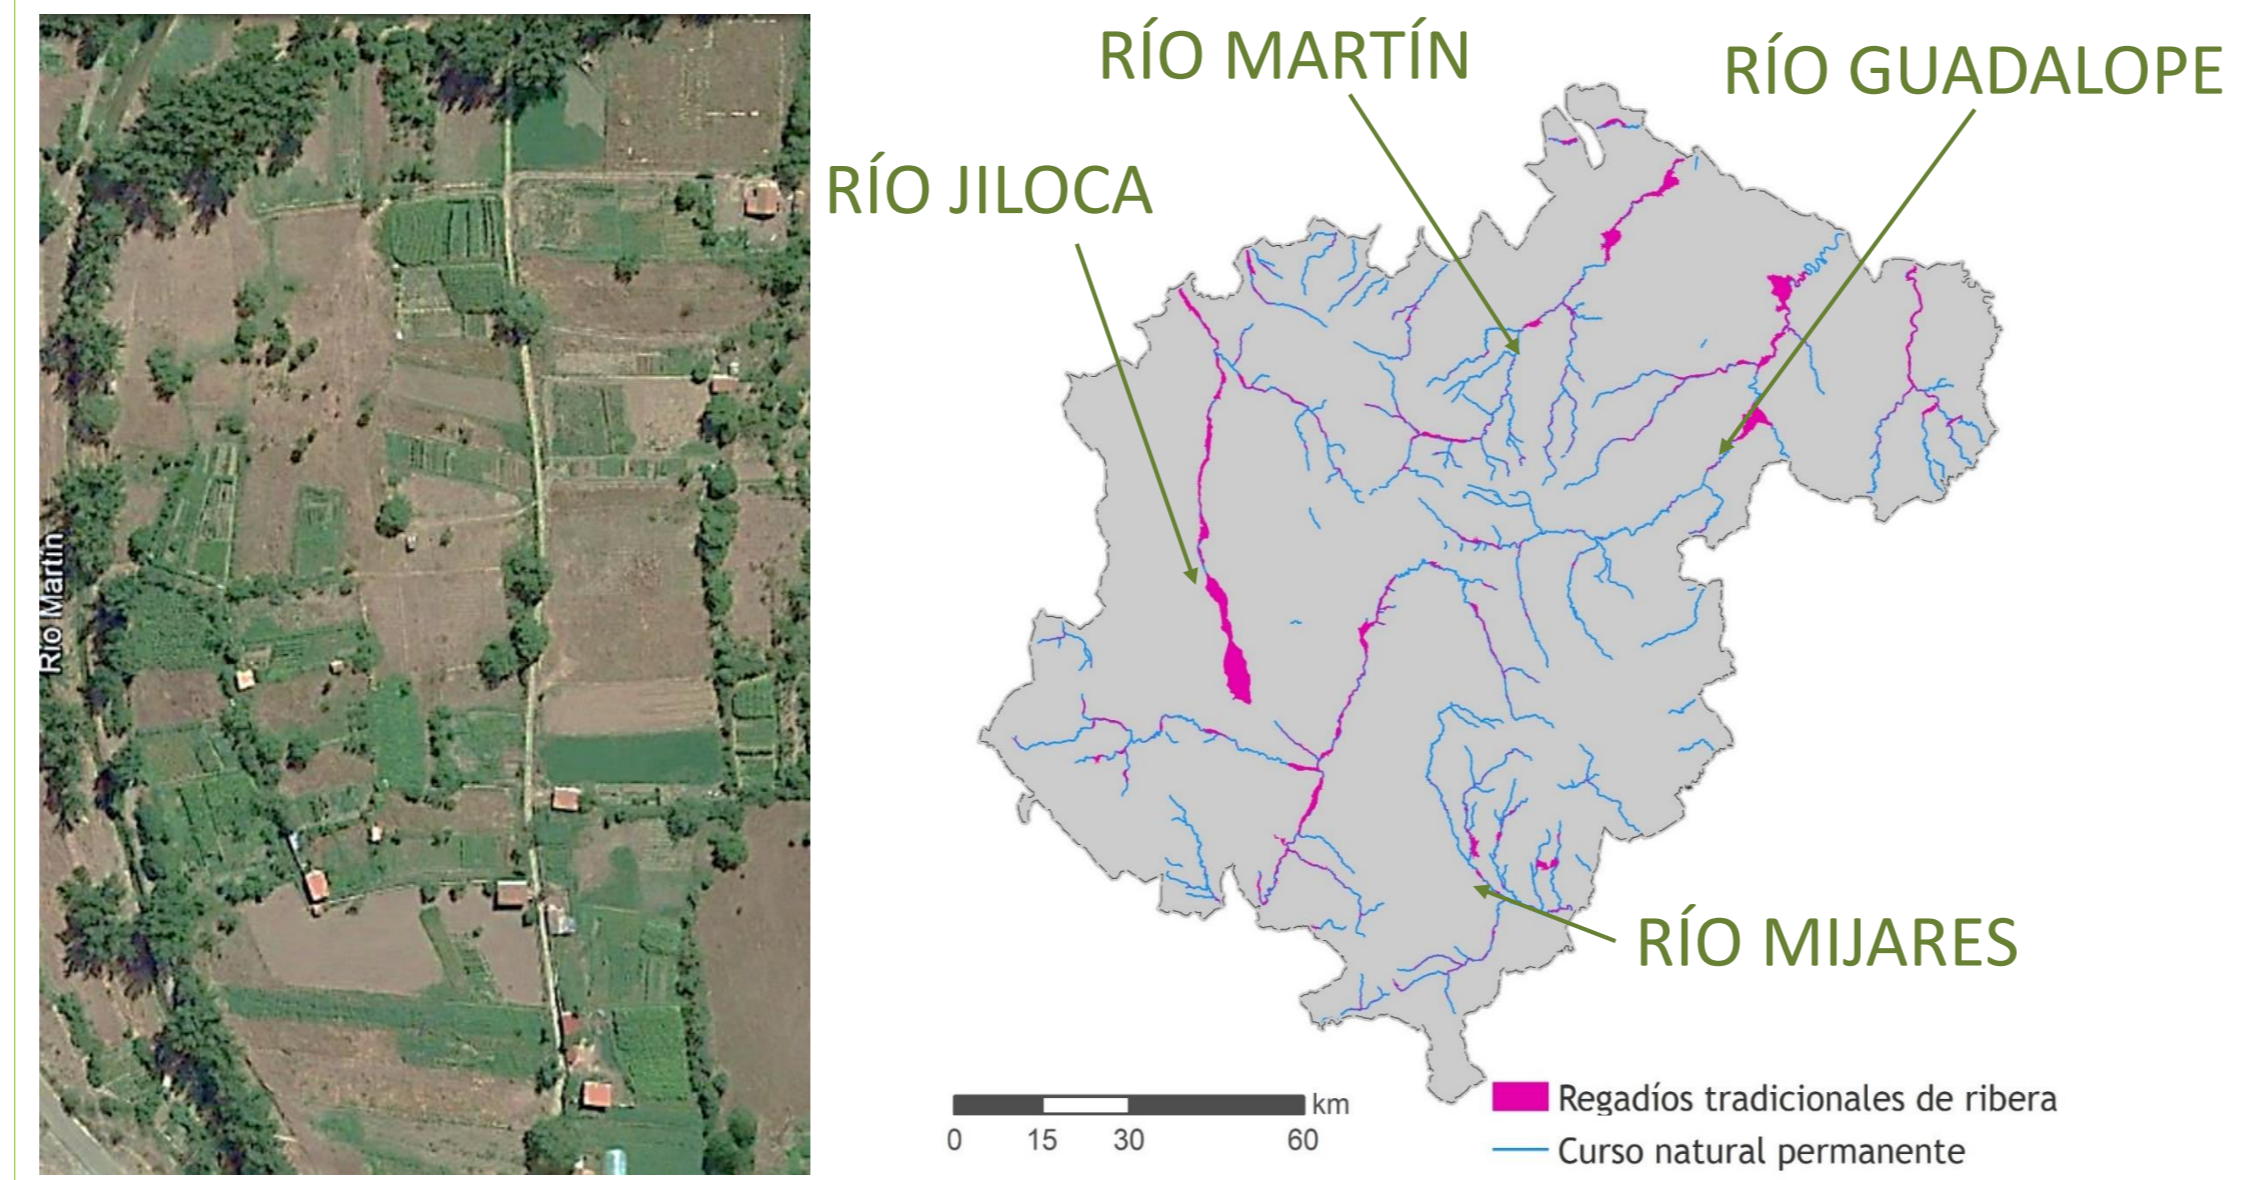 Río Martín
RÍO MARTÍN
RÍO GUADALOPE
RÍO JILOCA
RÍO MIJARES
km
0 15 30 60
Regadíos tradicionales de ribera
Curso natural permanente